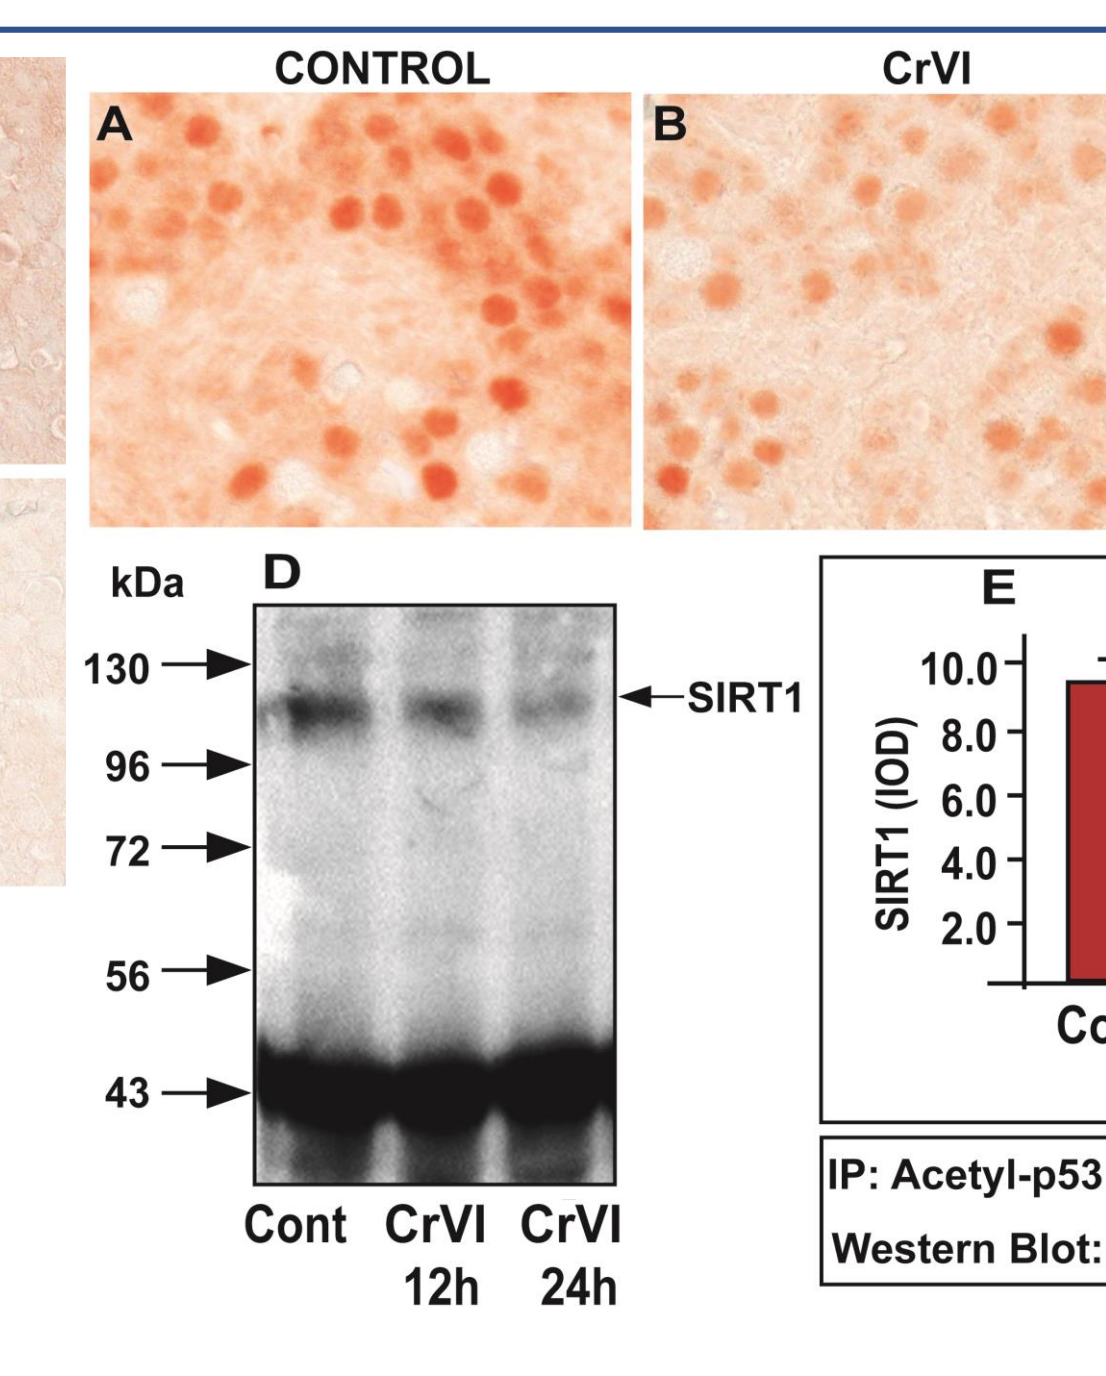 CONTROL
CrVI
A
B
kDa
D
130
96
72
56
43
SIRT1
Cont
CrVI
CrVI
12h
24h
E
SIRT1 (IOD)
10.0
8.0
6.0
4.0
2.0
IP: Acetyl-p53
Western Blot: